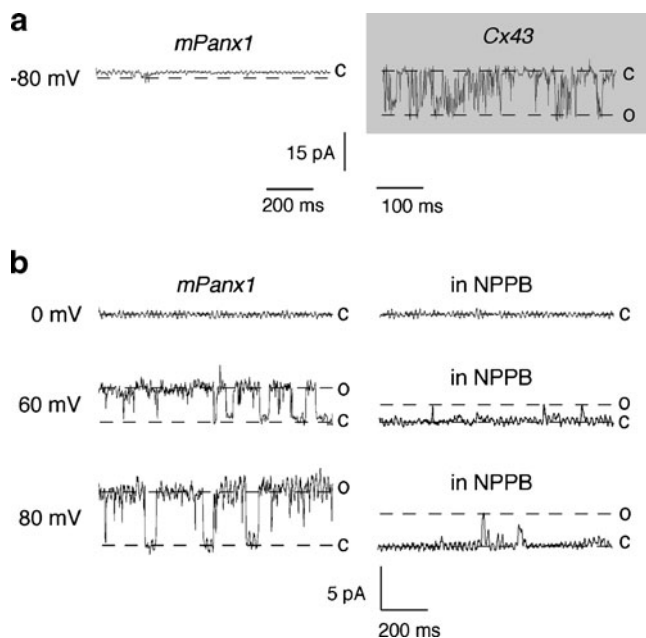 a
mPanx1
Cx43
-80 mV
C
C
O
15 pA
200 ms
100 ms
b
mPanx1
in NPPB
0 mV
C
C
60 mV
O
C
in NPPB
O
C
80 mV
O
C
in NPPB
O
C
5 pA
200 ms